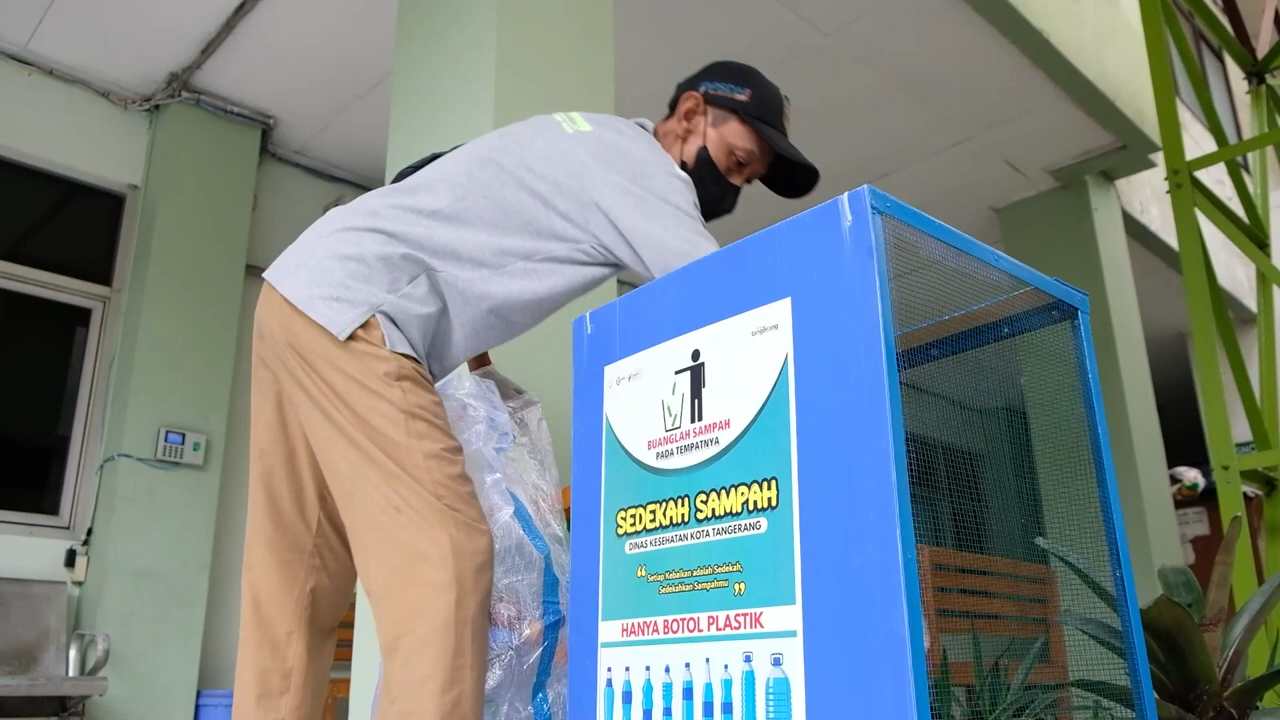 tangerang
BUANGLAH SAMPAH
PADA TEMPATNYA
SEDEKAH SAMPAH
DINAS KESEHATAN KOTA TANGERANG
“Setiap Kebaikan adalah Sedekah,
Sedekahkan Sampahmu”
HANYA BOTOL PLASTIK